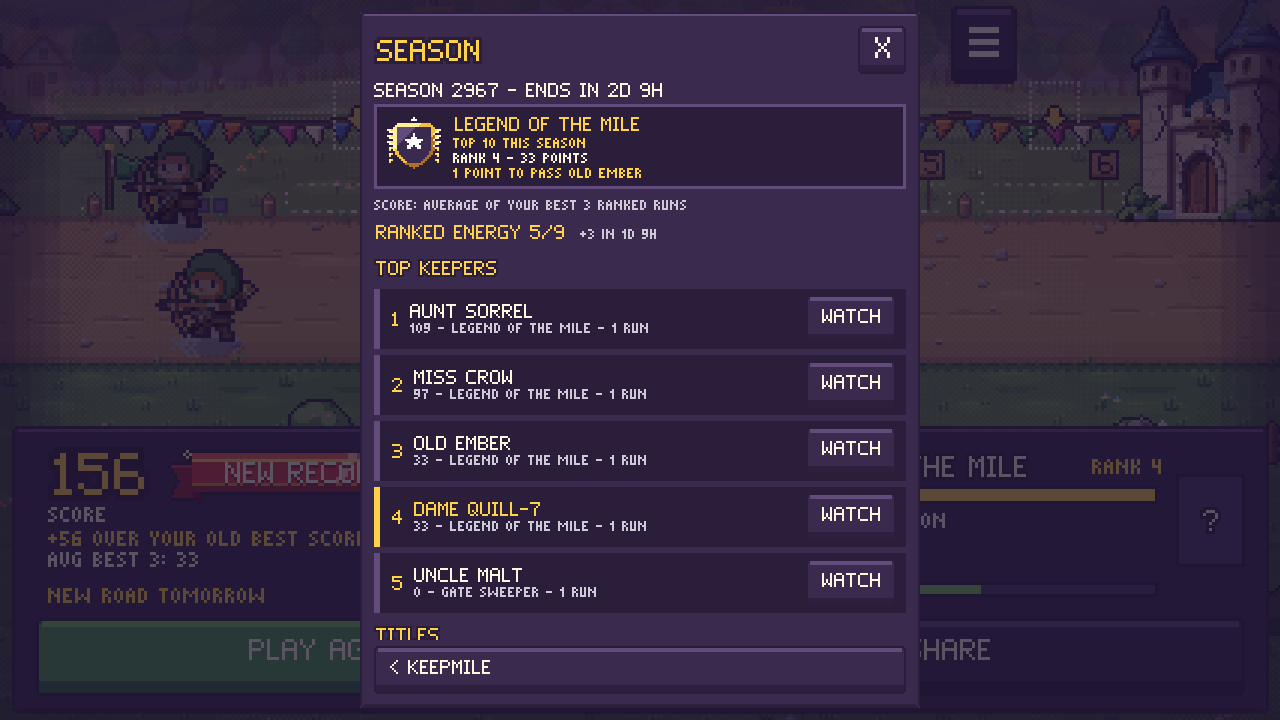 SEASON
X
SEASON 2967 - ENDS IN 2D 9H
LEGEND OF THE MILE
TOP 10 THIS SEASON
RANK 4 - 33 POINTS
1 POINT TO PASS OLD EMBER
SCORE: AVERAGE OF YOUR BEST 3 RANKED RUNS
RANKED ENERGY 5/9 +3 IN 1D 9H
TOP KEEPERS
1 AUNT SORREL
109 - LEGEND OF THE MILE - 1 RUN
WATCH
2 MISS CROW
97 - LEGEND OF THE MILE - 1 RUN
WATCH
3 OLD EMBER
33 - LEGEND OF THE MILE - 1 RUN
WATCH
4 DAME QUILL-7
33 - LEGEND OF THE MILE - 1 RUN
WATCH
5 UNCLE MALT
0 - GATE SWEEPER - 1 RUN
WATCH
TITLES
< KEEPMILE
5
6
156
NEW RECO
SCORE
+56 OVER YOUR OLD BEST SCOR
AVG BEST 3: 33
NEW ROAD TOMORROW
PLAY AG
HE MILE
RANK 4
ON
?
HARE